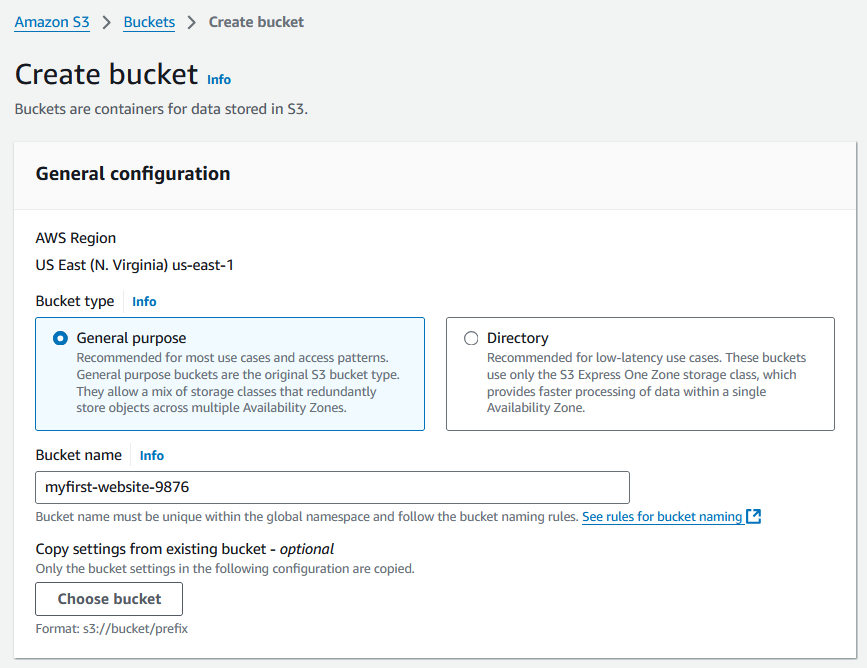 Amazon S3 > Buckets > Create bucket
Create bucket Info
Buckets are containers for data stored in S3.
General configuration
AWS Region
US East (N. Virginia) us-east-1
Bucket type Info
General purpose
Recommended for most use cases and access patterns.
General purpose buckets are the original S3 bucket type.
They allow a mix of storage classes that redundantly
store objects across multiple Availability Zones.
Directory
Recommended for low-latency use cases. These buckets
use only the S3 Express One Zone storage class, which
provides faster processing of data within a single
Availability Zone.
Bucket name Info
myfirst-website-9876
Bucket name must be unique within the global namespace and follow the bucket naming rules. See rules for bucket naming
Copy settings from existing bucket - optional
Only the bucket settings in the following configuration are copied.
Choose bucket
Format: s3://bucket/prefix